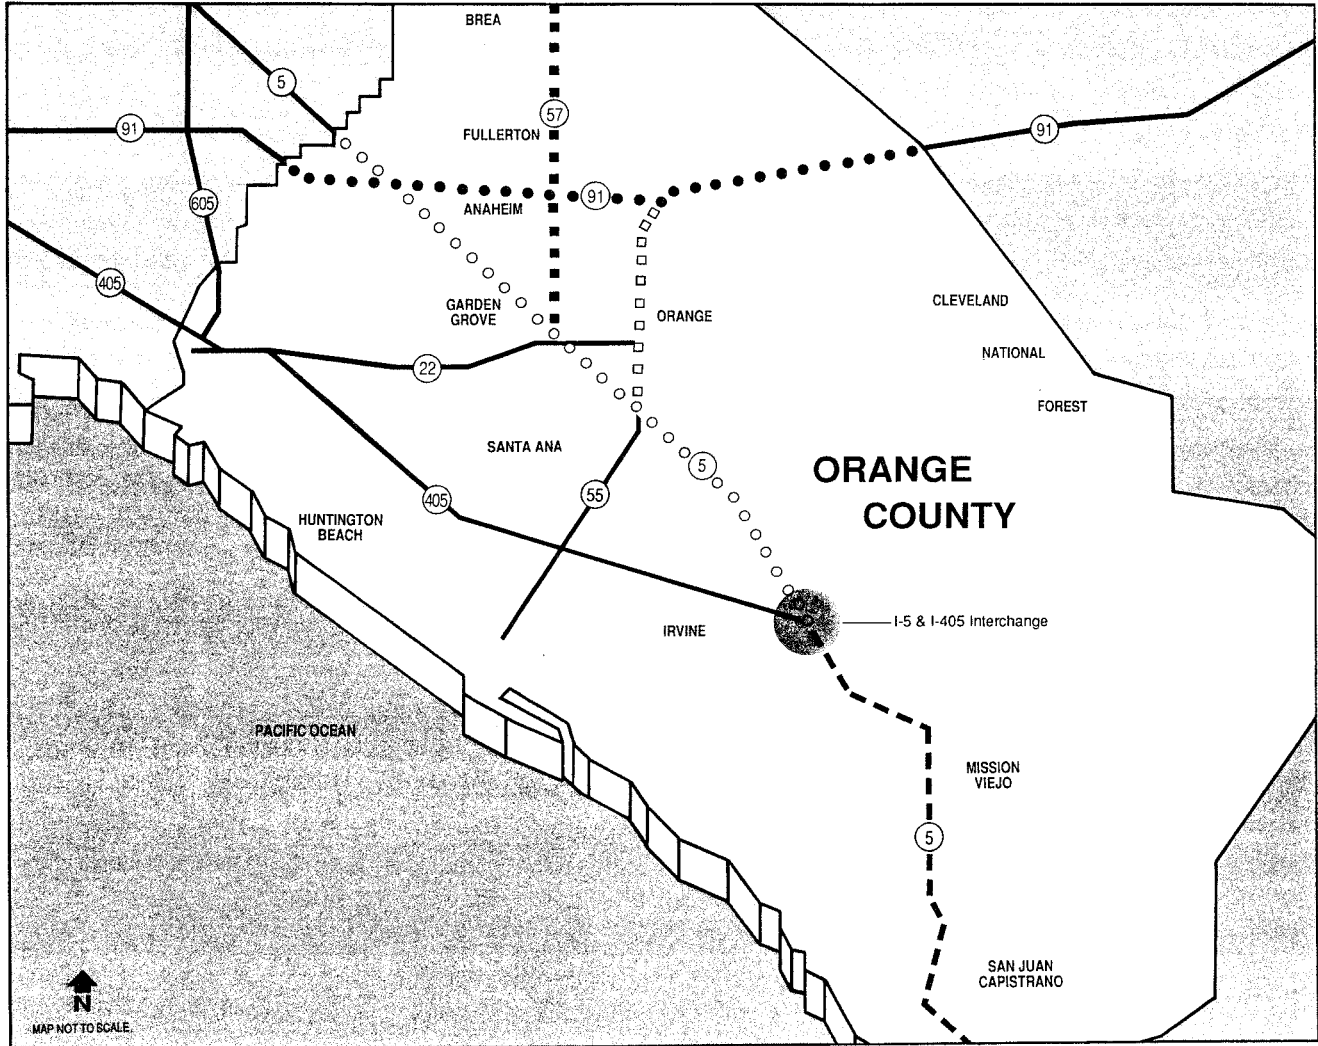 BREA
5
57
91
FULLERTON
91
91
605
ANAHEIM
405
GARDEN
GROVE
ORANGE
CLEVELAND
NATIONAL
FOREST
22
SANTA ANA
5
ORANGE
COUNTY
405
55
HUNTINGTON
BEACH
IRVINE
I-5 & I-405 Interchange
PACIFIC OCEAN
MISSION
VIEJO
5
SAN JUAN
CAPISTRANO
N
MAP NOT TO SCALE